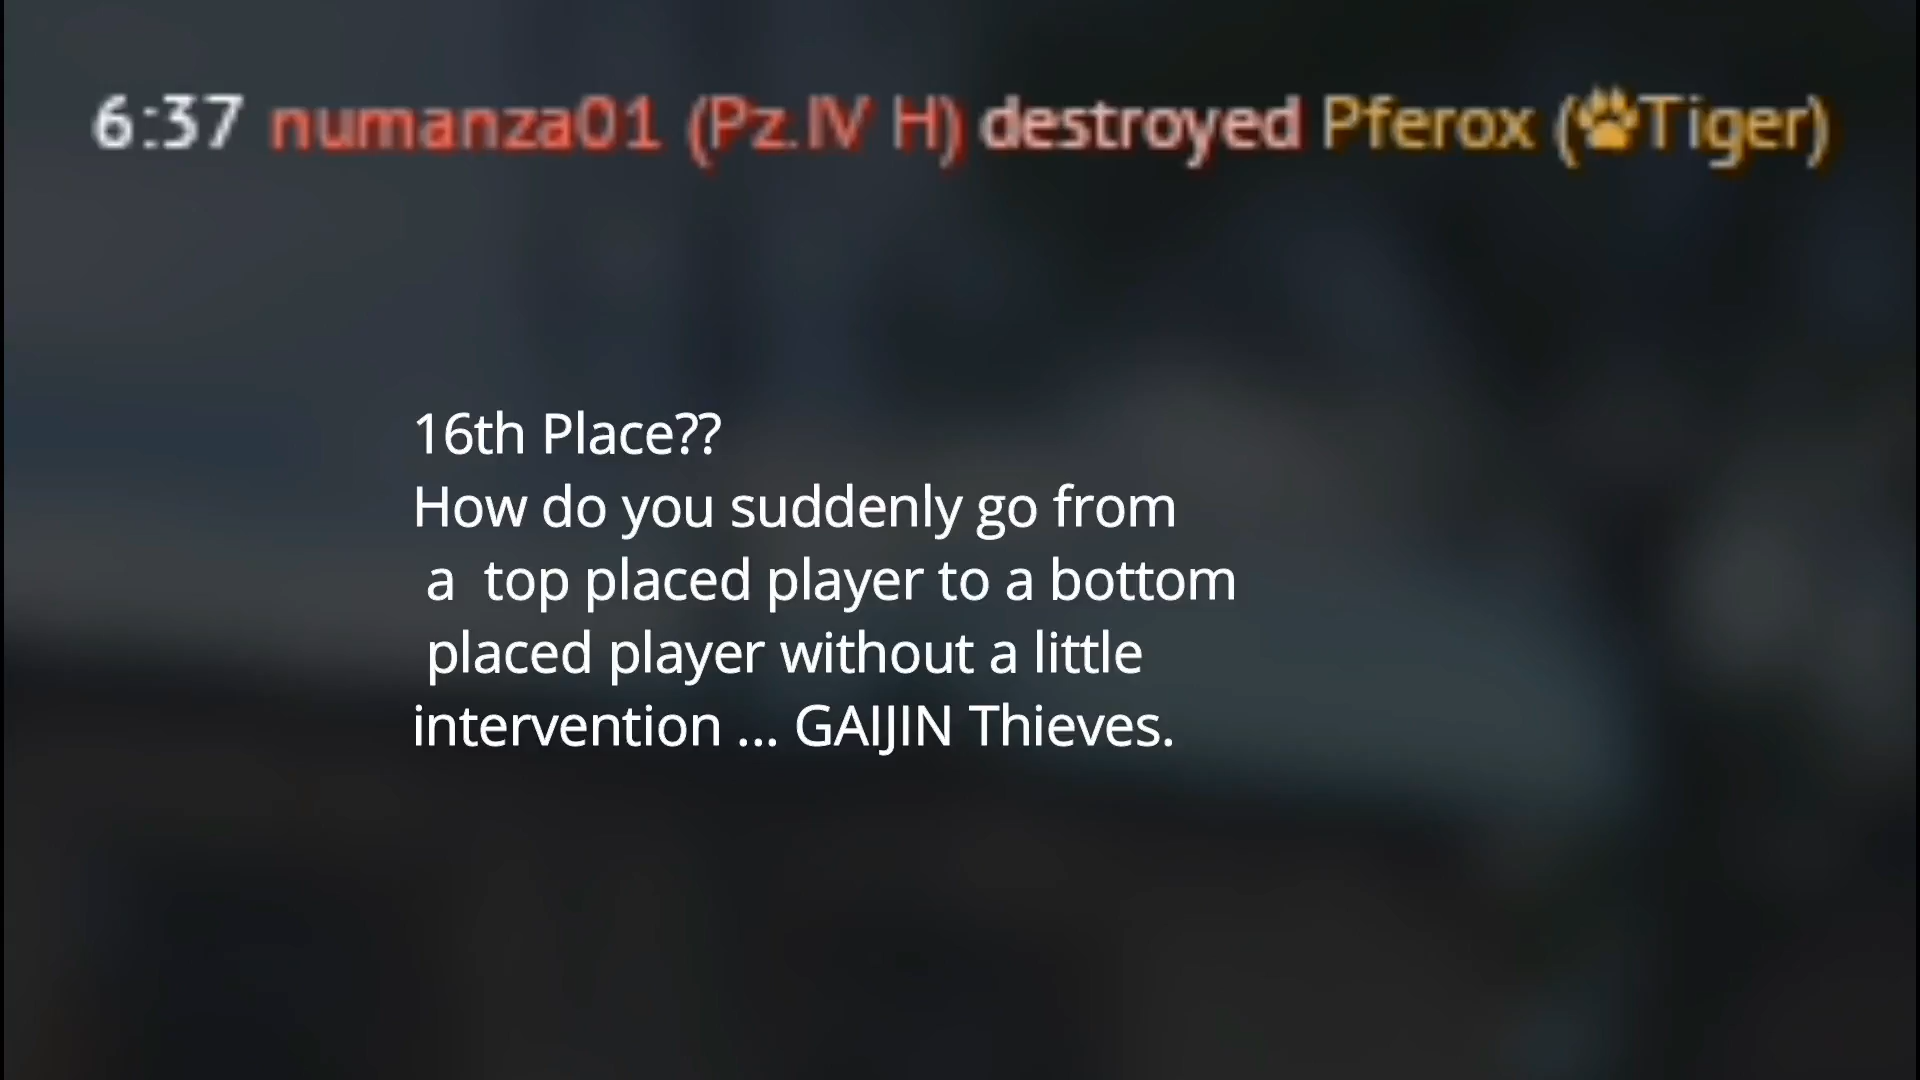 6:37 numanza01 (Pz.IV H) destroyed Pferox (Tiger)
16th Place??
How do you suddenly go from
a top placed player to a bottom
placed player without a little
intervention ... GAIJIN Thieves.